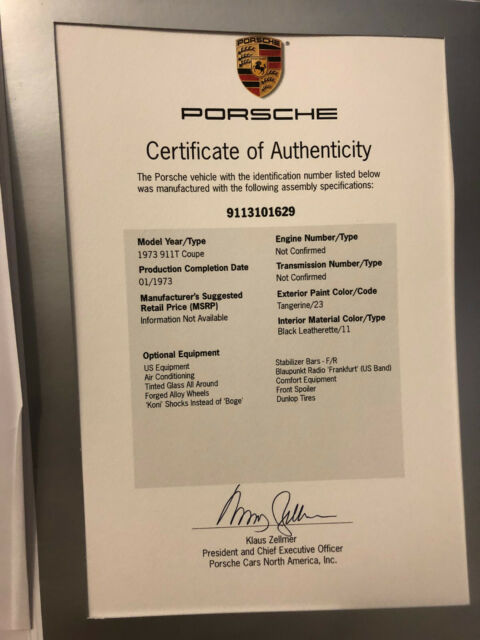 PORSCHE
PORSCHE
Certificate of Authenticity
The Porsche vehicle with the identification number listed below
was manufactured with the following assembly specifications:
9113101629
Model Year/Type
1973 911T Coupe
Production Completion Date
01/1973
Manufacturer's Suggested
Retail Price (MSRP)
Information Not Available
Engine Number/Type
Not Confirmed
Transmission Number/Type
Not Confirmed
Exterior Paint Color/Code
Tangerine/23
Interior Material Color/Type
Black Leatherette/11
Optional Equipment
US Equipment
Air Conditioning
Tinted Glass All Around
Forged Alloy Wheels
'Koni' Shocks Instead of 'Boge'
Stabilizer Bars - F/R
Blaupunkt Radio 'Frankfurt' (US Band)
Comfort Equipment
Front Spoiler
Dunlop Tires
Klaus Zellmer
President and Chief Executive Officer
Porsche Cars North America, Inc.